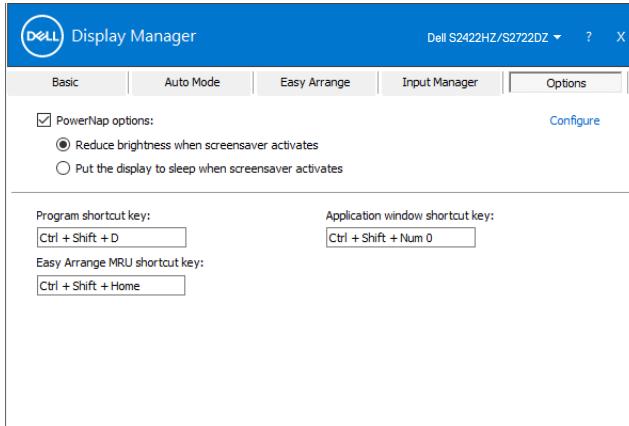 DELL Display Manager
Dell S2422HZ/S2722DZ ? X
Basic Auto Mode Easy Arrange Input Manager Options
PowerNap options: Configure
Reduce brightness when screensaver activates
Put the display to sleep when screensaver activates
Program shortcut key: Application window shortcut key:
Ctrl + Shift + D Ctrl + Shift + Num 0
Easy Arrange MRU shortcut key:
Ctrl + Shift + Home